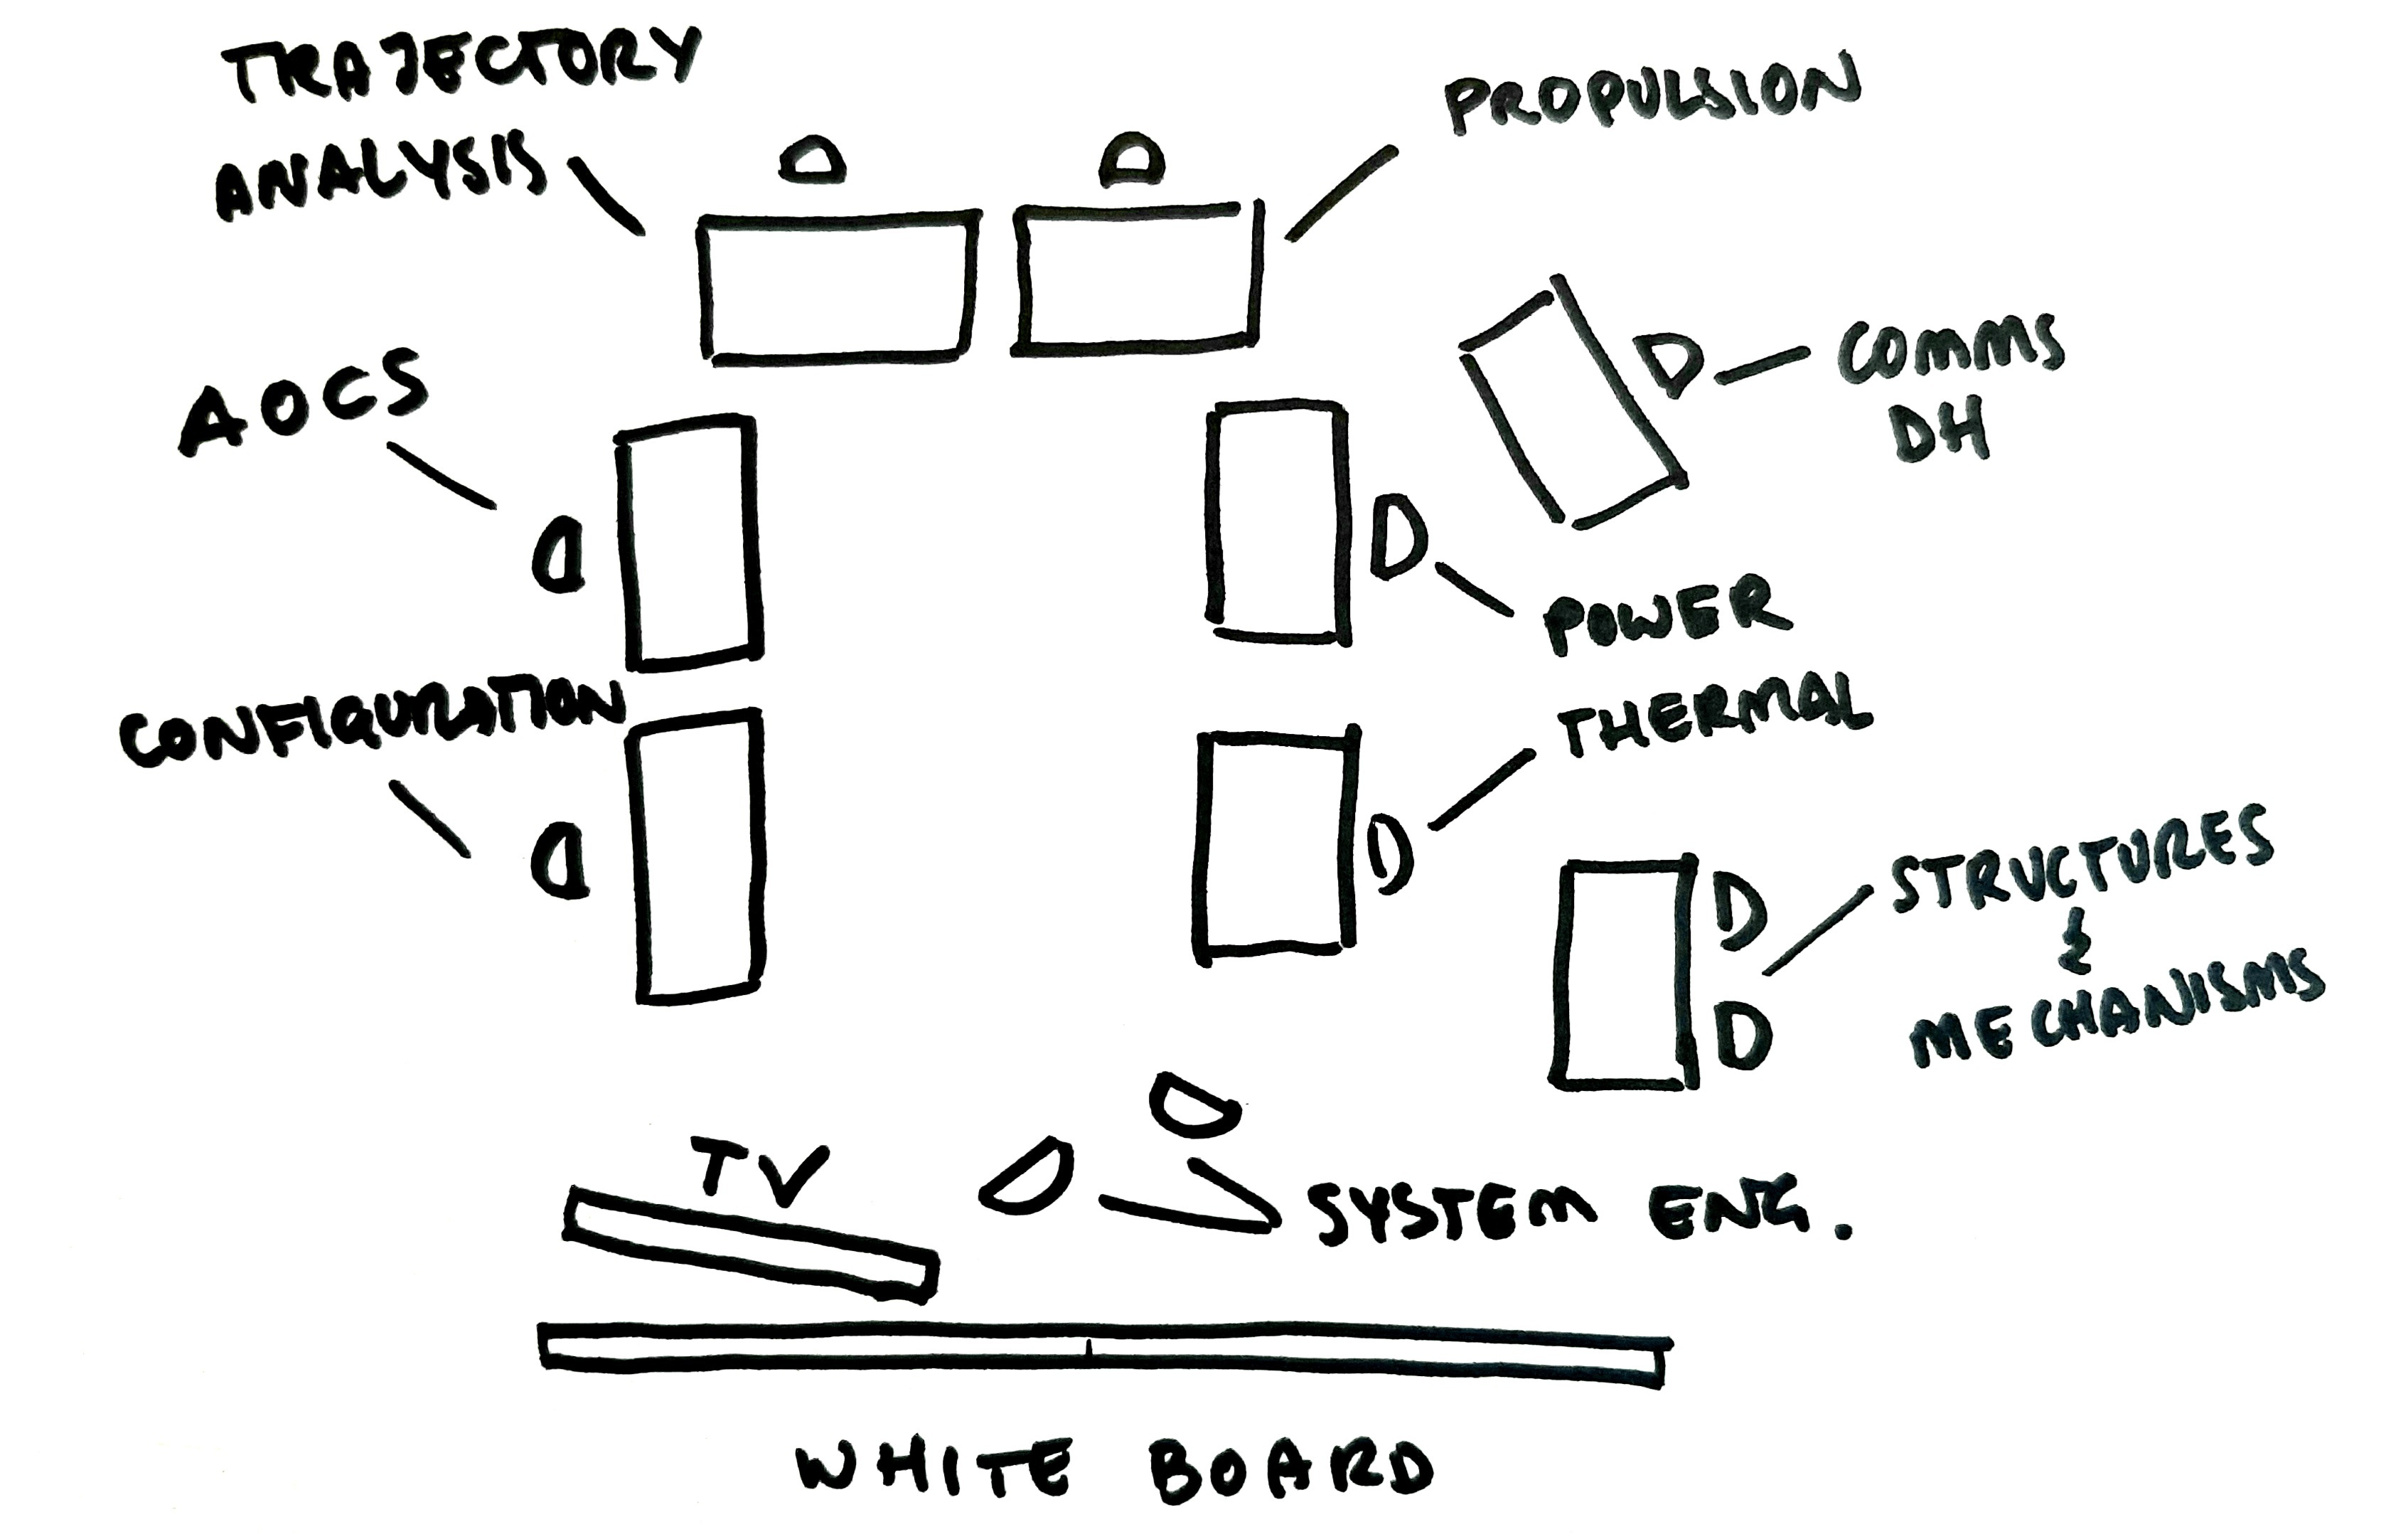 TRAJECTORY
ANALYSIS
PROPULSION
AOCS
COMMS
DH
CONFIGURATION
POWER
THERMAL
STRUCTURES
&
MECHANISMS
TV
SYSTEM ENG.
WHITE BOARD